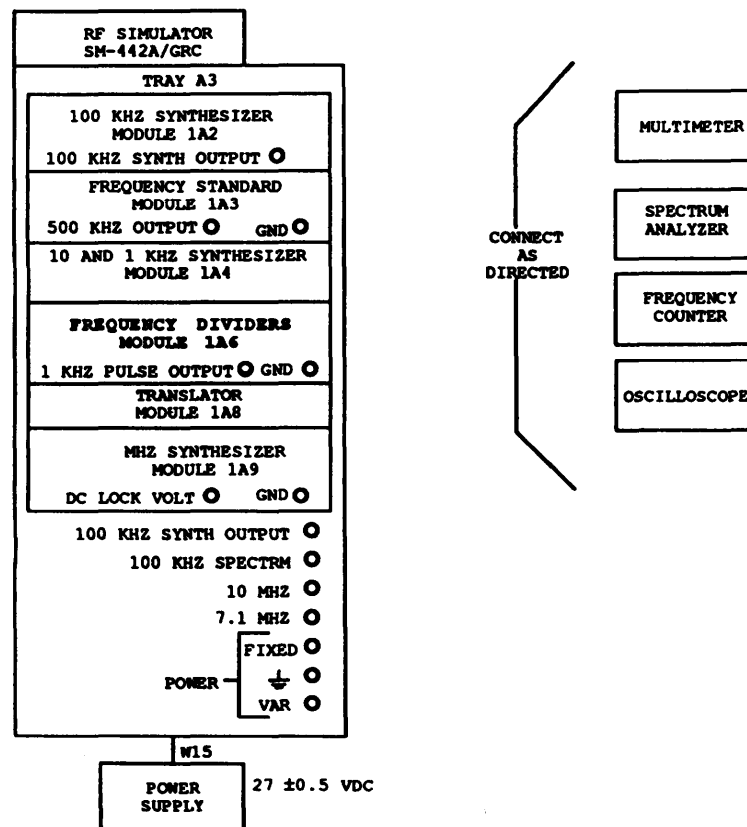 RF SIMULATOR
SM-442A/GRC
TRAY A3
100 KHZ SYNTHESIZER
MODULE 1A2
100 KHZ SYNTH OUTPUT
FREQUENCY STANDARD
MODULE 1A3
500 KHZ OUTPUT GND
10 AND 1 KHZ SYNTHESIZER
MODULE 1A4
FREQUENCY DIVIDERS
MODULE 1A6
1 KHZ PULSE OUTPUT GND
TRANSLATOR
MODULE 1A8
MHZ SYNTHESIZER
MODULE 1A9
DC LOCK VOLT GND
100 KHZ SYNTH OUTPUT
100 KHZ SPECTRM
10 MHZ
7.1 MHZ
FIXED
POWER
VAR
W15
POWER
SUPPLY
27 ±0.5 VDC
CONNECT
AS
DIRECTED
MULTIMETER
SPECTRUM
ANALYZER
FREQUENCY
COUNTER
OSCILLOSCOPE